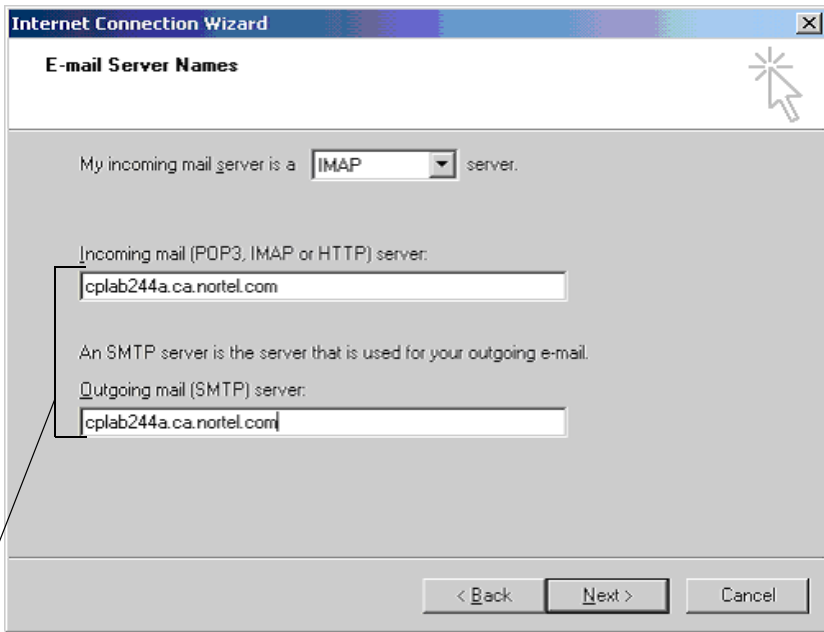 Internet Connection Wizard
E-mail Server Names
My incoming mail server is a IMAP server.
Incoming mail (POP3, IMAP or HTTP) server:
cplab244a.ca.nortel.com
An SMTP server is the server that is used for your outgoing e-mail.
Outgoing mail (SMTP) server:
cplab244a.ca.nortel.com
< Back Next > Cancel